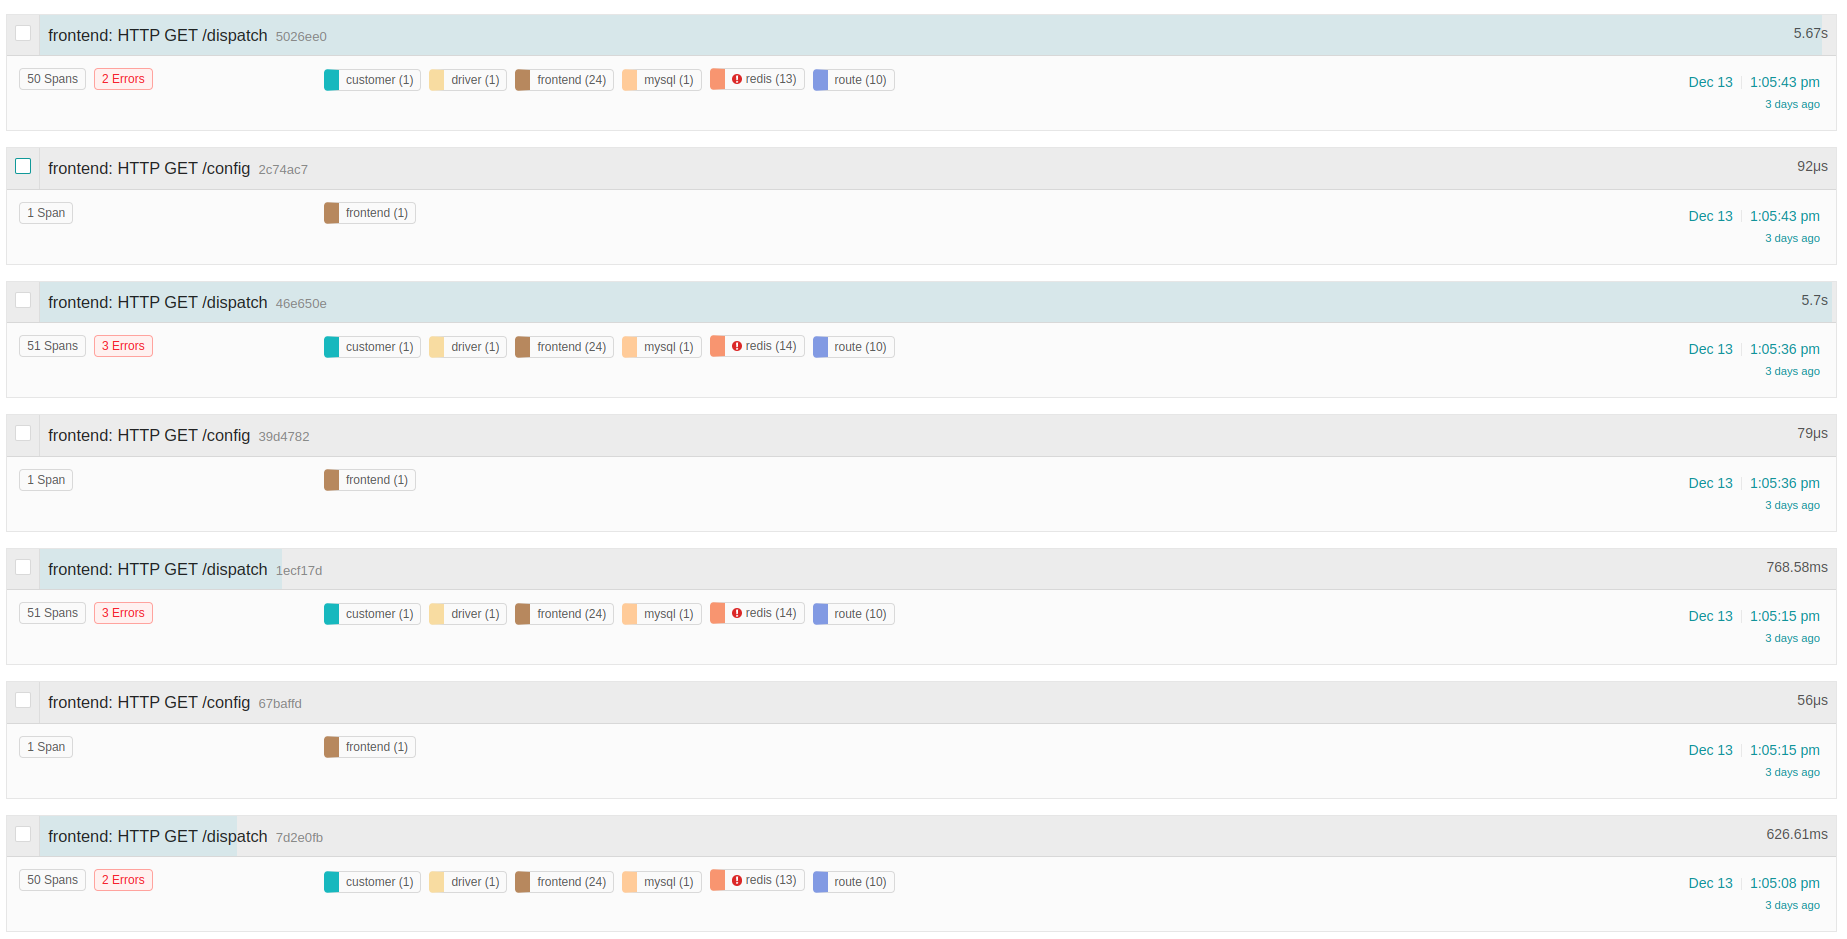 frontend: HTTP GET /dispatch 5026ee0 5.67s
50 Spans 2 Errors customer (1) driver (1) frontend (24) mysql (1) redis (13) route (10) Dec 13 1:05:43 pm
3 days ago
frontend: HTTP GET /config 2c74ac7 92μs
1 Span frontend (1) Dec 13 1:05:43 pm
3 days ago
frontend: HTTP GET /dispatch 46e650e 5.7s
51 Spans 3 Errors customer (1) driver (1) frontend (24) mysql (1) redis (14) route (10) Dec 13 1:05:36 pm
3 days ago
frontend: HTTP GET /config 39d4782 79μs
1 Span frontend (1) Dec 13 1:05:36 pm
3 days ago
frontend: HTTP GET /dispatch 1ecf17d 768.58ms
51 Spans 3 Errors customer (1) driver (1) frontend (24) mysql (1) redis (14) route (10) Dec 13 1:05:15 pm
3 days ago
frontend: HTTP GET /config 67baffd 56μs
1 Span frontend (1) Dec 13 1:05:15 pm
3 days ago
frontend: HTTP GET /dispatch 7d2e0fb 626.61ms
50 Spans 2 Errors customer (1) driver (1) frontend (24) mysql (1) redis (13) route (10) Dec 13 1:05:08 pm
3 days ago